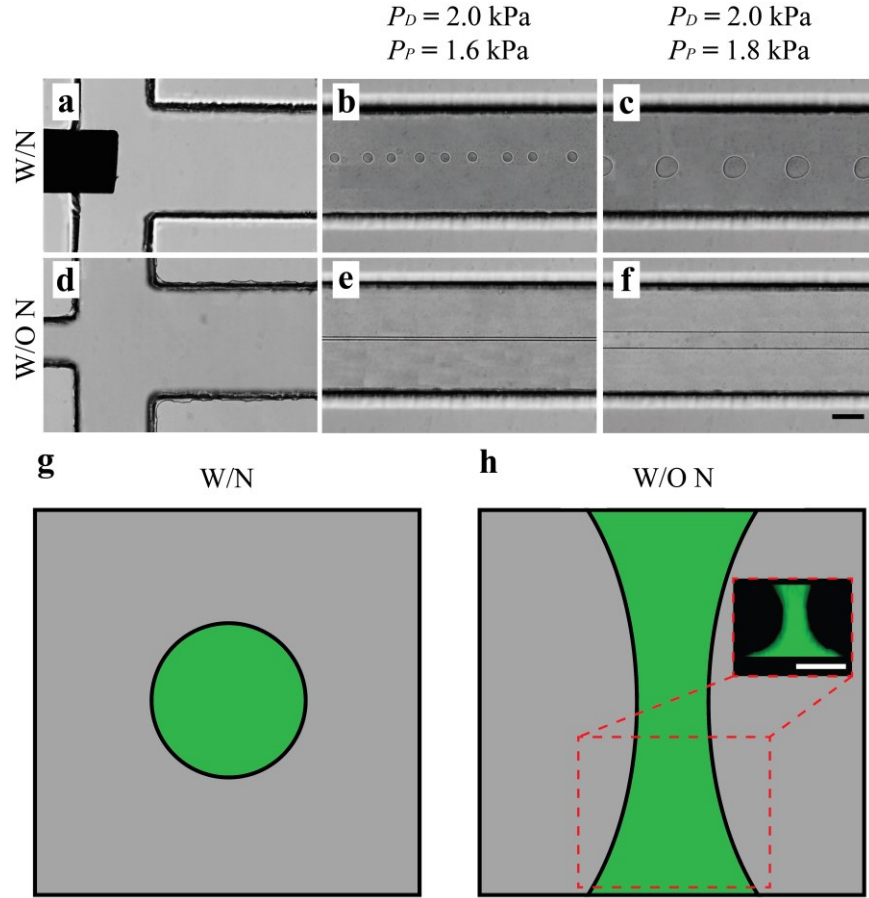 P_D = 2.0 kPa
P_P = 1.6 kPa
P_D = 2.0 kPa
P_P = 1.8 kPa
W/N
a
b
c
W/O N
d
e
f
g
W/N
h
W/O N